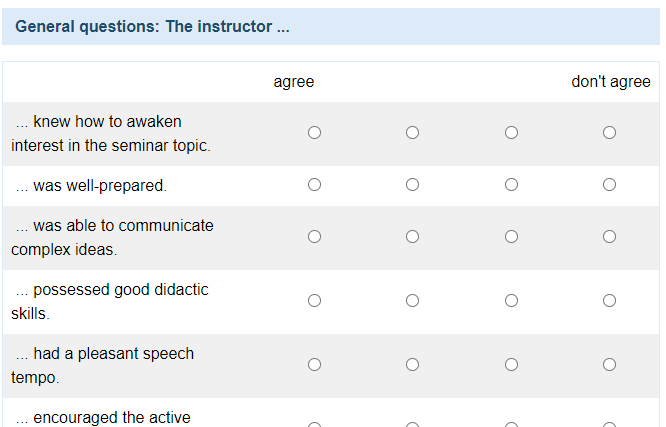 General questions: The instructor ...
agree don't agree
... knew how to awaken
interest in the seminar topic.
... was well-prepared.
... was able to communicate
complex ideas.
... possessed good didactic
skills.
... had a pleasant speech
tempo.
... encouraged the active